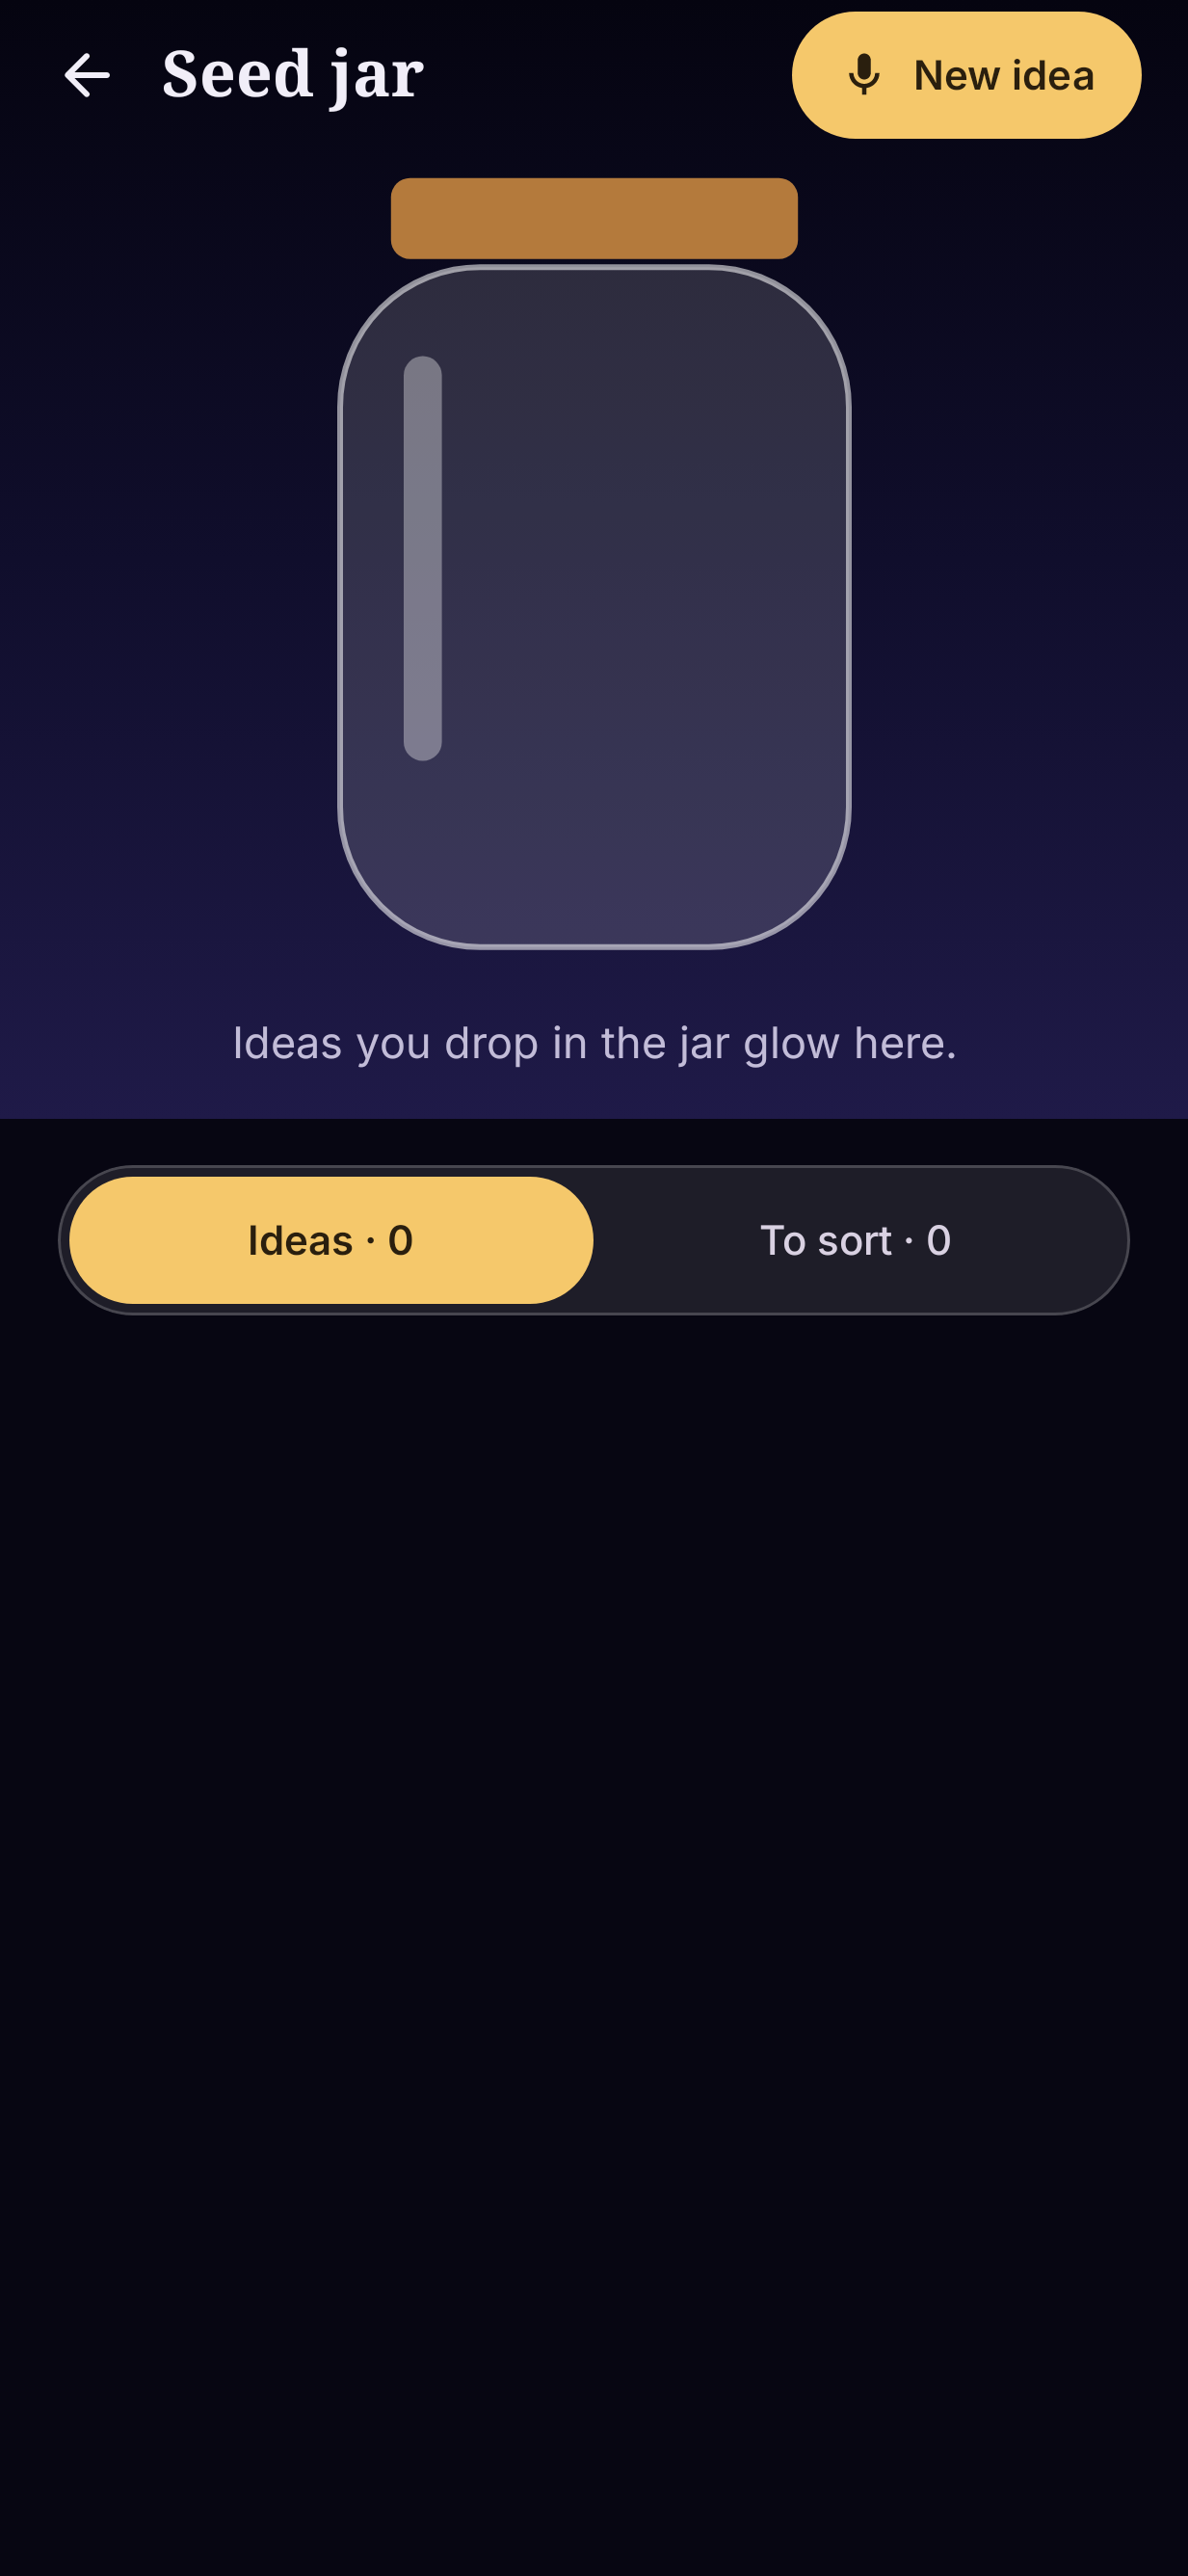 Seed jar
New idea
Ideas you drop in the jar glow here.
Ideas · 0
To sort · 0